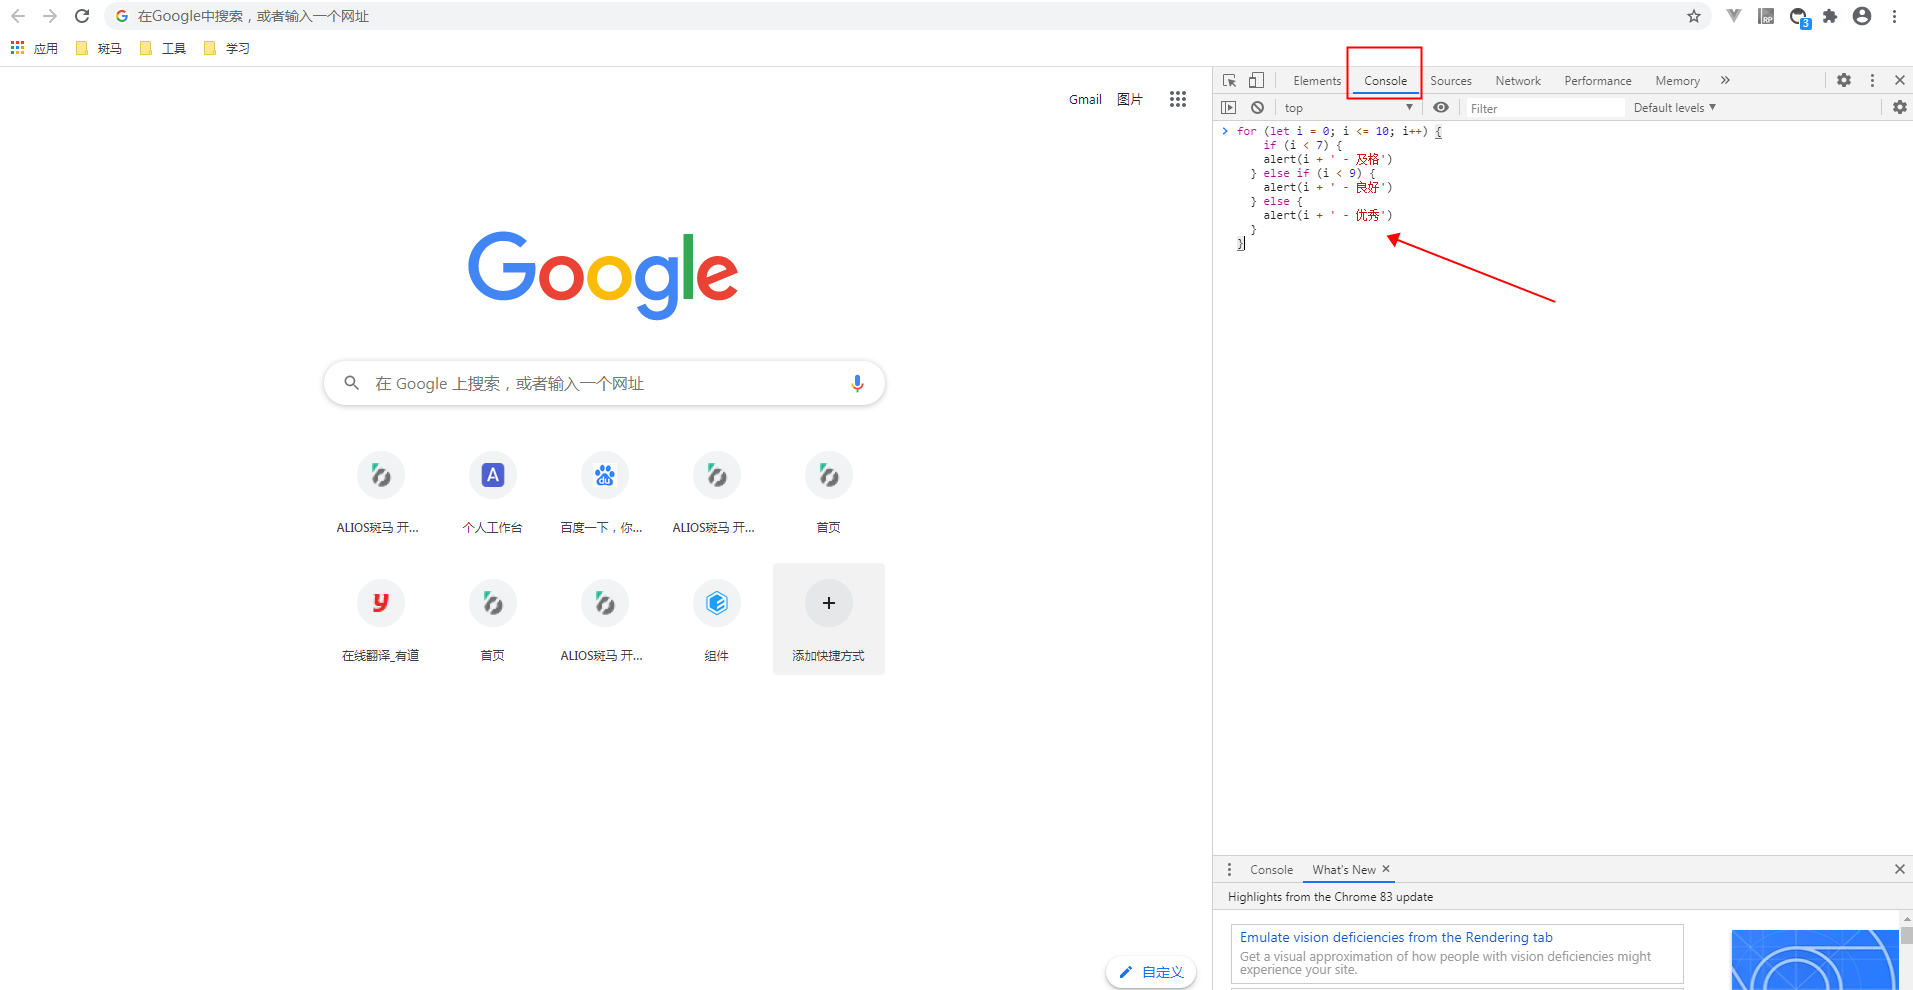 在Google中搜索，或者输入一个网址
3
应用 斑马 工具 学习
Gmail 图片
Google
在 Google 上搜索，或者输入一个网址
ALIOS斑马 开... 个人工作台 百度一下，你... ALIOS斑马 开... 首页
在线翻译_有道 首页 ALIOS斑马 开... 组件 添加快捷方式
自定义
Elements Console Sources Network Performance Memory »
top Filter Default levels
for (let i = 0; i <= 10; i++) {
if (i < 7) {
alert(i + ' - 及格')
} else if (i < 9) {
alert(i + ' - 良好')
} else {
alert(i + ' - 优秀')
}
}
Console What's New ×
Highlights from the Chrome 83 update
Emulate vision deficiencies from the Rendering tab
Get a visual approximation of how people with vision deficiencies might
experience your site.